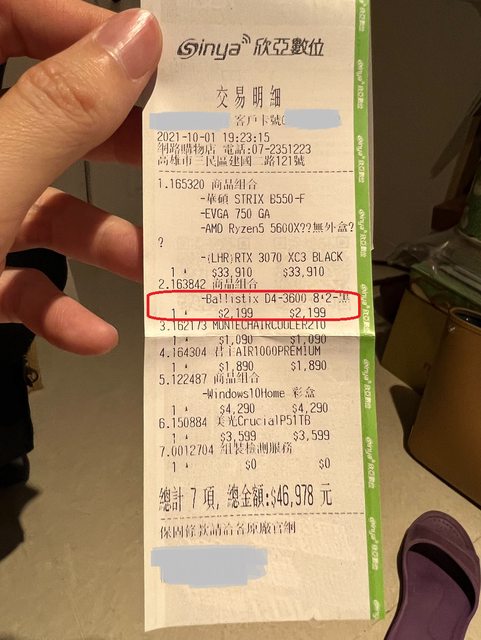 Sinya 欣亞數位
交易明細
客戶卡號
2021-10-01 19:23:15
網路購物店 電話:07-2351223
高雄市三民區建國二路121號
1.165320 商品組合
-華碩 STRIX B550-F
-EVGA 750 GA
-AMD Ryzen5 5600X??無外盒?
?
-(LHR)RTX 3070 XC3 BLACK
1 $33,910 $33,910
2.163842 商品組合
-Ballistix D4-3600 8*2-黑
1 $2,199 $2,199
3.162173 MONTECHAIRCOOLER210
1 $1,090 $1,090
4.164304 君主AIR1000PREMIUM
1 $1,890 $1,890
5.122487 商品組合
-Windows10Home 彩盒
1 $4,290 $4,290
6.150884 美光CrucialP51TB
1 $3,599 $3,599
7.0012704 組裝檢測服務
1 $0 $0
總計 7 項, 總金額:$46,978 元
保固條款請洽各原廠官網